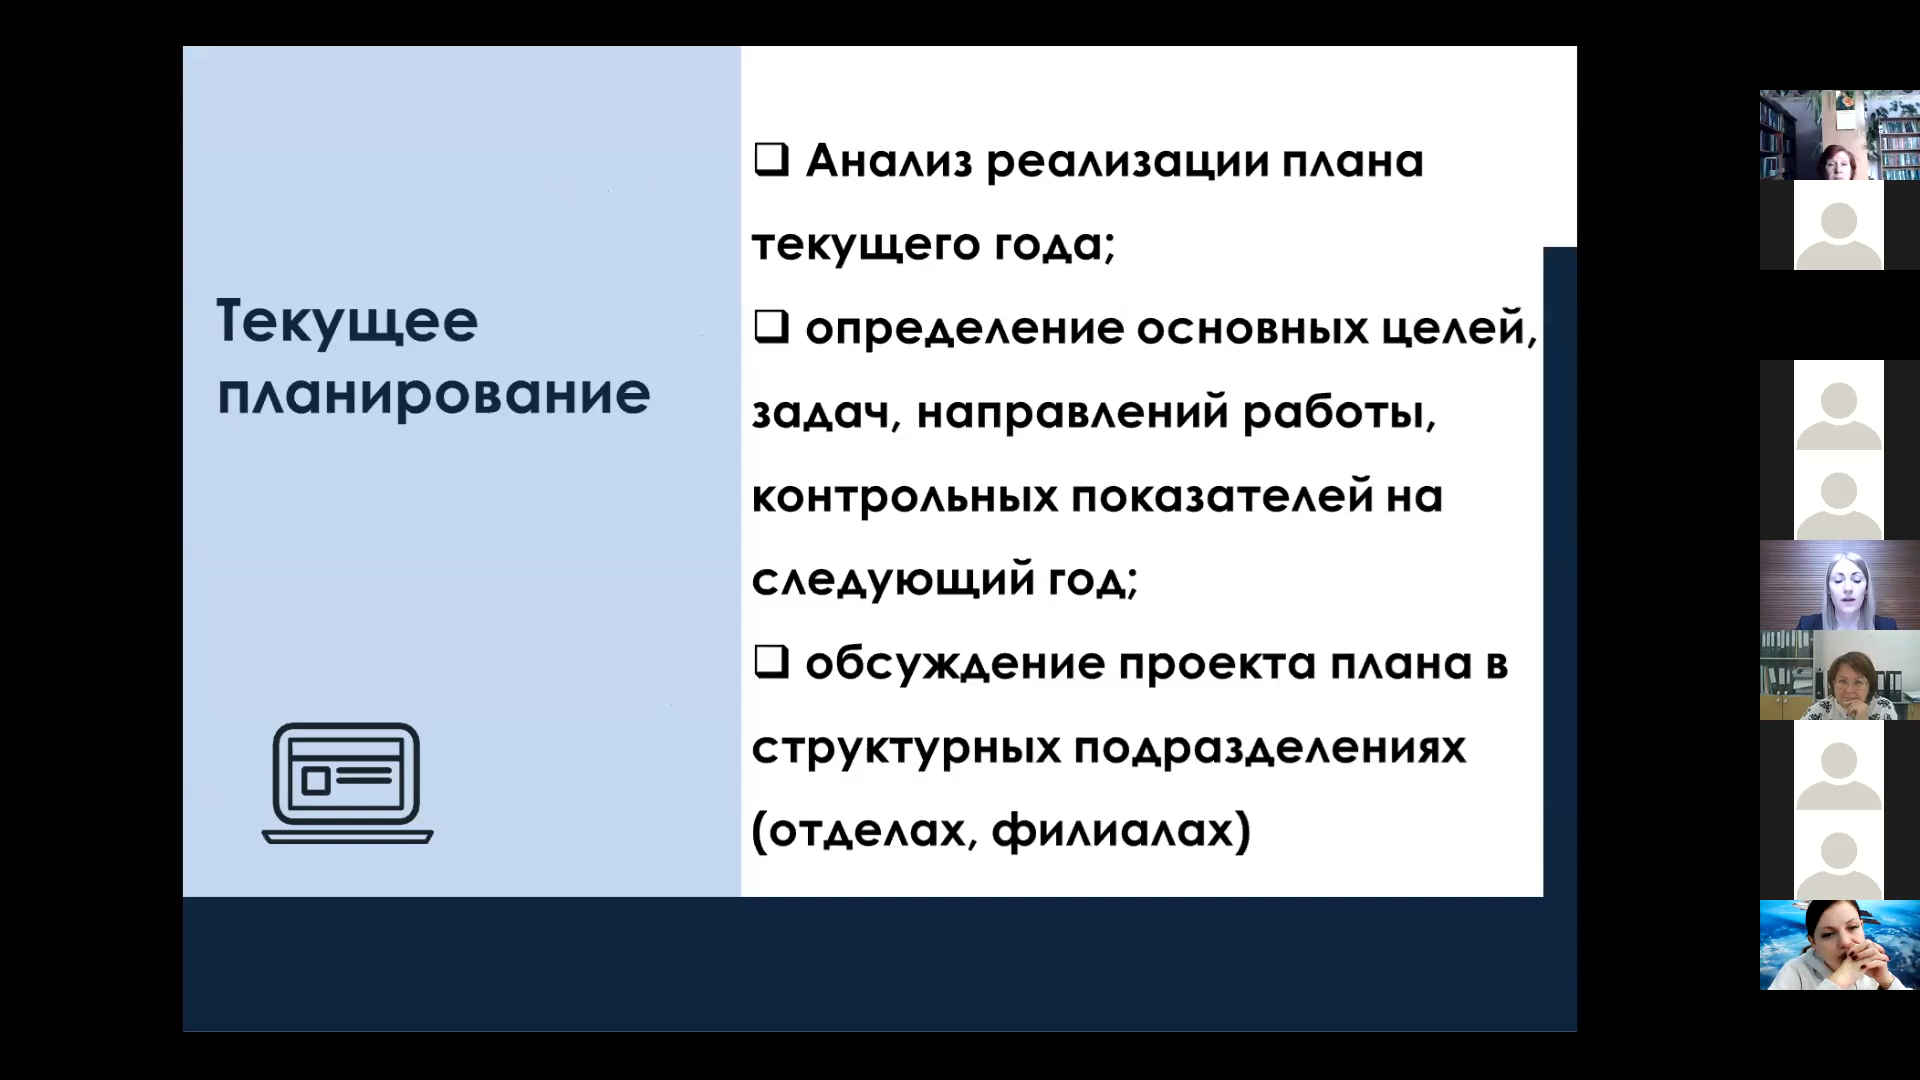 Текущее
планирование
❑ Анализ реализации плана
текущего года;
❑ определение основных целей,
задач, направлений работы,
контрольных показателей на
следующий год;
❑ обсуждение проекта плана в
структурных подразделениях
(отделах, филиалах)